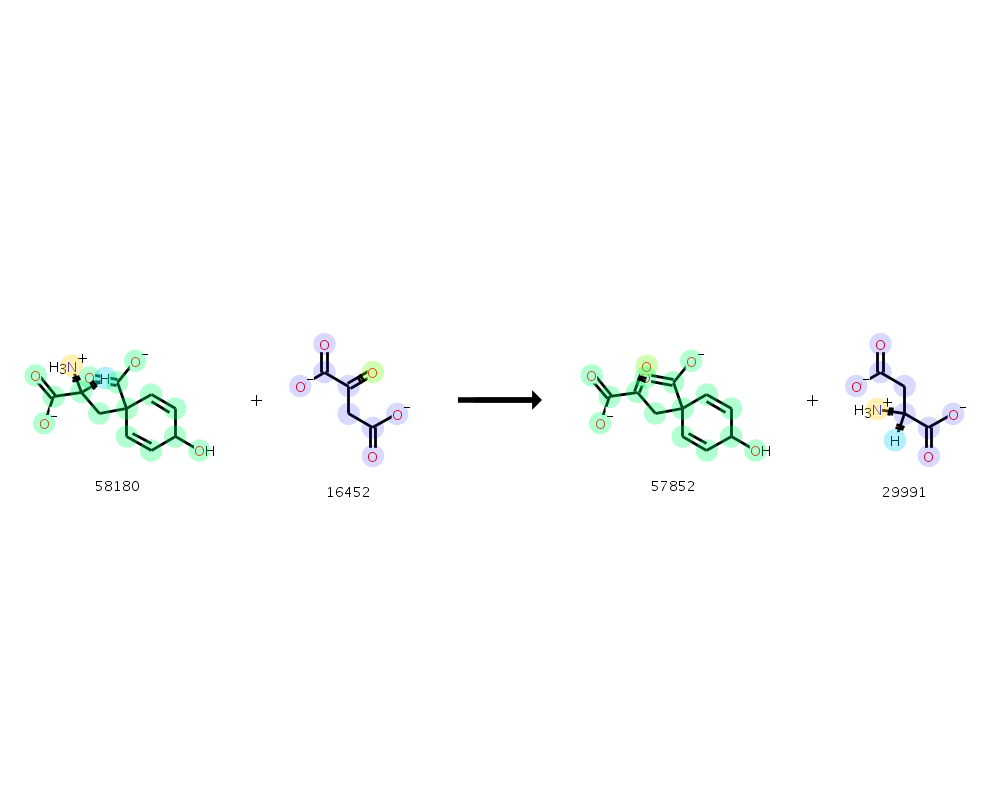 H3N+ O H O−
O O−
OH
58180
+
O O− O O− O
16452
O O O−
O O−
OH
57852
+
O O− H3N+ H O− O
29991